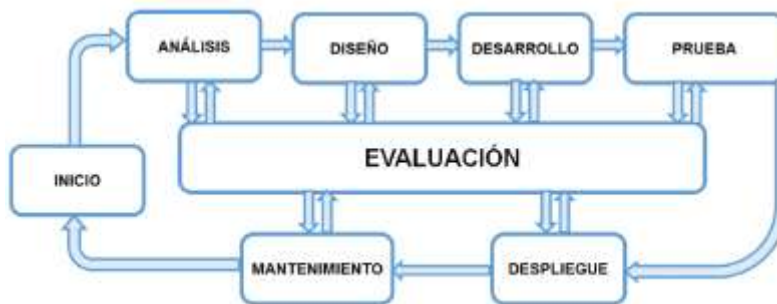 ANÁLISIS
DISEÑO
DESARROLLO
PRUEBA
EVALUACIÓN
INICIO
MANTENIMIENTO
DESPLIEGUE